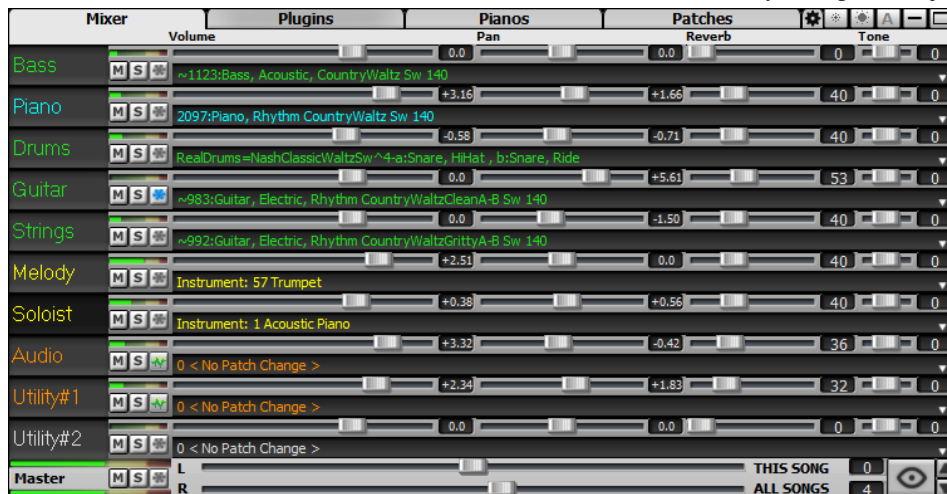 Mixer Plugins Pianos Patches A
Volume Pan Reverb Tone
Bass M S 0.0 0.0 0 0
~1123:Bass, Acoustic, CountryWaltz Sw 140
Piano M S +3.16 +1.66 40 0
2097:Piano, Rhythm CountryWaltz Sw 140
Drums M S -0.58 -0.71 40 0
RealDrums=NashClassicWaltzSw^4-a:Snare, HiHat , b:Snare, Ride
Guitar M S 0.0 +5.61 53 0
~983:Guitar, Electric, Rhythm CountryWaltzCleanA-B Sw 140
Strings M S 0.0 -1.50 40 0
~992:Guitar, Electric, Rhythm CountryWaltzGrittyA-B Sw 140
Melody M S +2.51 0.0 40 0
Instrument: 57 Trumpet
Soloist M S +0.38 +0.56 40 0
Instrument: 1 Acoustic Piano
Audio M S +3.32 -0.42 36 0
0 < No Patch Change >
Utility#1 M S +2.34 +1.83 32 0
0 < No Patch Change >
Utility#2 M S 0.0 0.0 0 0
0 < No Patch Change >
Master M S L THIS SONG 0
R ALL SONGS 4